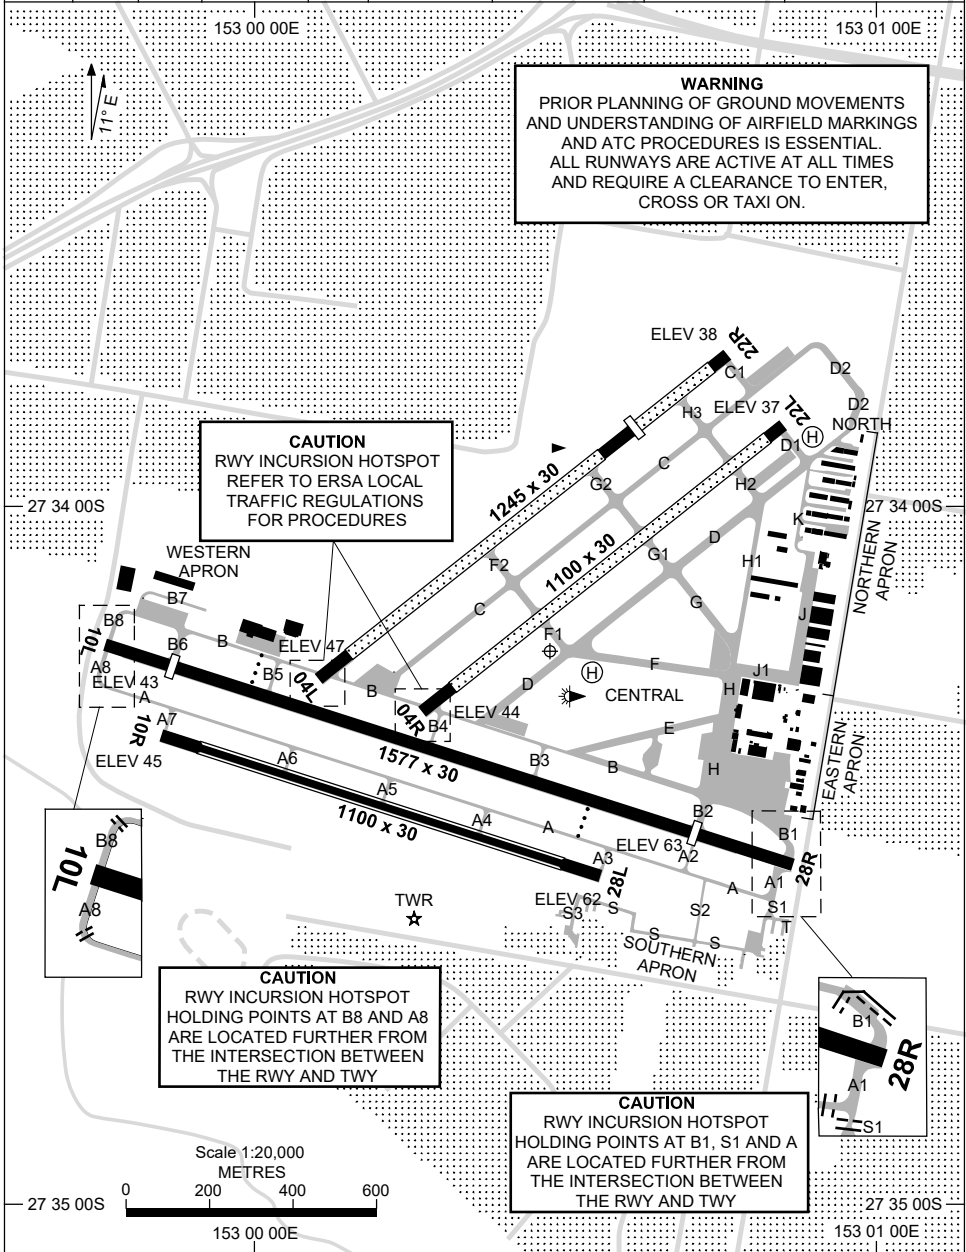 153 00 00E
153 01 00E
11° E
WARNING
PRIOR PLANNING OF GROUND MOVEMENTS
AND UNDERSTANDING OF AIRFIELD MARKINGS
AND ATC PROCEDURES IS ESSENTIAL.
ALL RUNWAYS ARE ACTIVE AT ALL TIMES
AND REQUIRE A CLEARANCE TO ENTER,
CROSS OR TAXI ON.
ELEV 38
22R
C1
D2
D2
H3
ELEV 37
22L
H
NORTH
D1
CAUTION
RWY INCURSION HOTSPOT
REFER TO ERSA LOCAL
TRAFFIC REGULATIONS
FOR PROCEDURES
C
G2
H2
1245 x 30
27 34 00S
27 34 00S
K
D
WESTERN
APRON
F2
1100 x 30
G1
H1
NORTHERN
APRON
B7
C
G
J
B8
10L
B6
B
ELEV 47
F1
A8
ELEV 43
B5
04L
B
D
H
F
J1
A
CENTRAL
H
10R
A7
04R
B4
ELEV 44
E
ELEV 45
A6
1577 x 30
B3
B
H
EASTERN
APRON
A5
1100 x 30
A4
A
B2
B1
ELEV 63
A2
28R
B8
10L
A3
28L
A
A1
A8
TWR
ELEV 62
S3
S
S2
S1
T
S
S
SOUTHERN
APRON
CAUTION
RWY INCURSION HOTSPOT
HOLDING POINTS AT B8 AND A8
ARE LOCATED FURTHER FROM
THE INTERSECTION BETWEEN
THE RWY AND TWY
B1
28R
A1
S1
CAUTION
RWY INCURSION HOTSPOT
HOLDING POINTS AT B1, S1 AND A
ARE LOCATED FURTHER FROM
THE INTERSECTION BETWEEN
THE RWY AND TWY
Scale 1:20,000
METRES
0 200 400 600
27 35 00S
27 35 00S
153 00 00E
153 01 00E